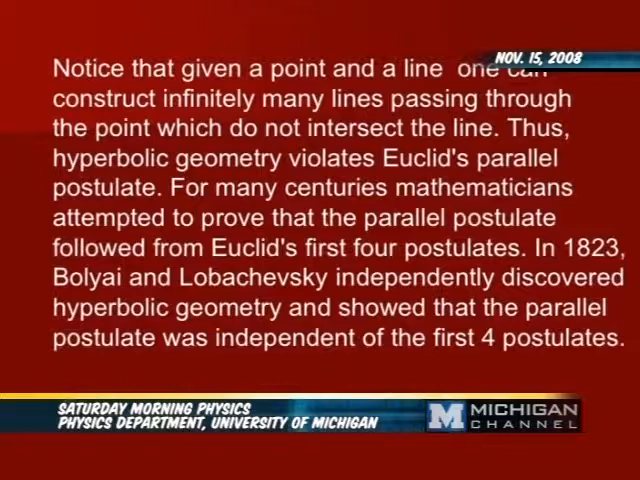 NOV. 15, 2008
Notice that given a point and a line one can
construct infinitely many lines passing through
the point which do not intersect the line. Thus,
hyperbolic geometry violates Euclid's parallel
postulate. For many centuries mathematicians
attempted to prove that the parallel postulate
followed from Euclid's first four postulates. In 1823,
Bolyai and Lobachevsky independently discovered
hyperbolic geometry and showed that the parallel
postulate was independent of the first 4 postulates.
SATURDAY MORNING PHYSICS
PHYSICS DEPARTMENT, UNIVERSITY OF MICHIGAN
M MICHIGAN
CHANNEL